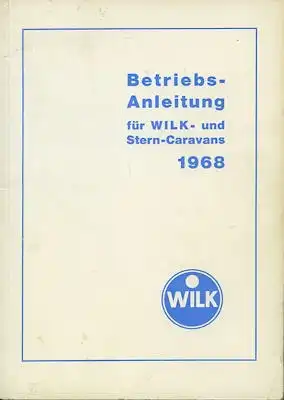 Betriebs-
Anleitung
für WILK- und
Stern-Caravans
1968
WILK